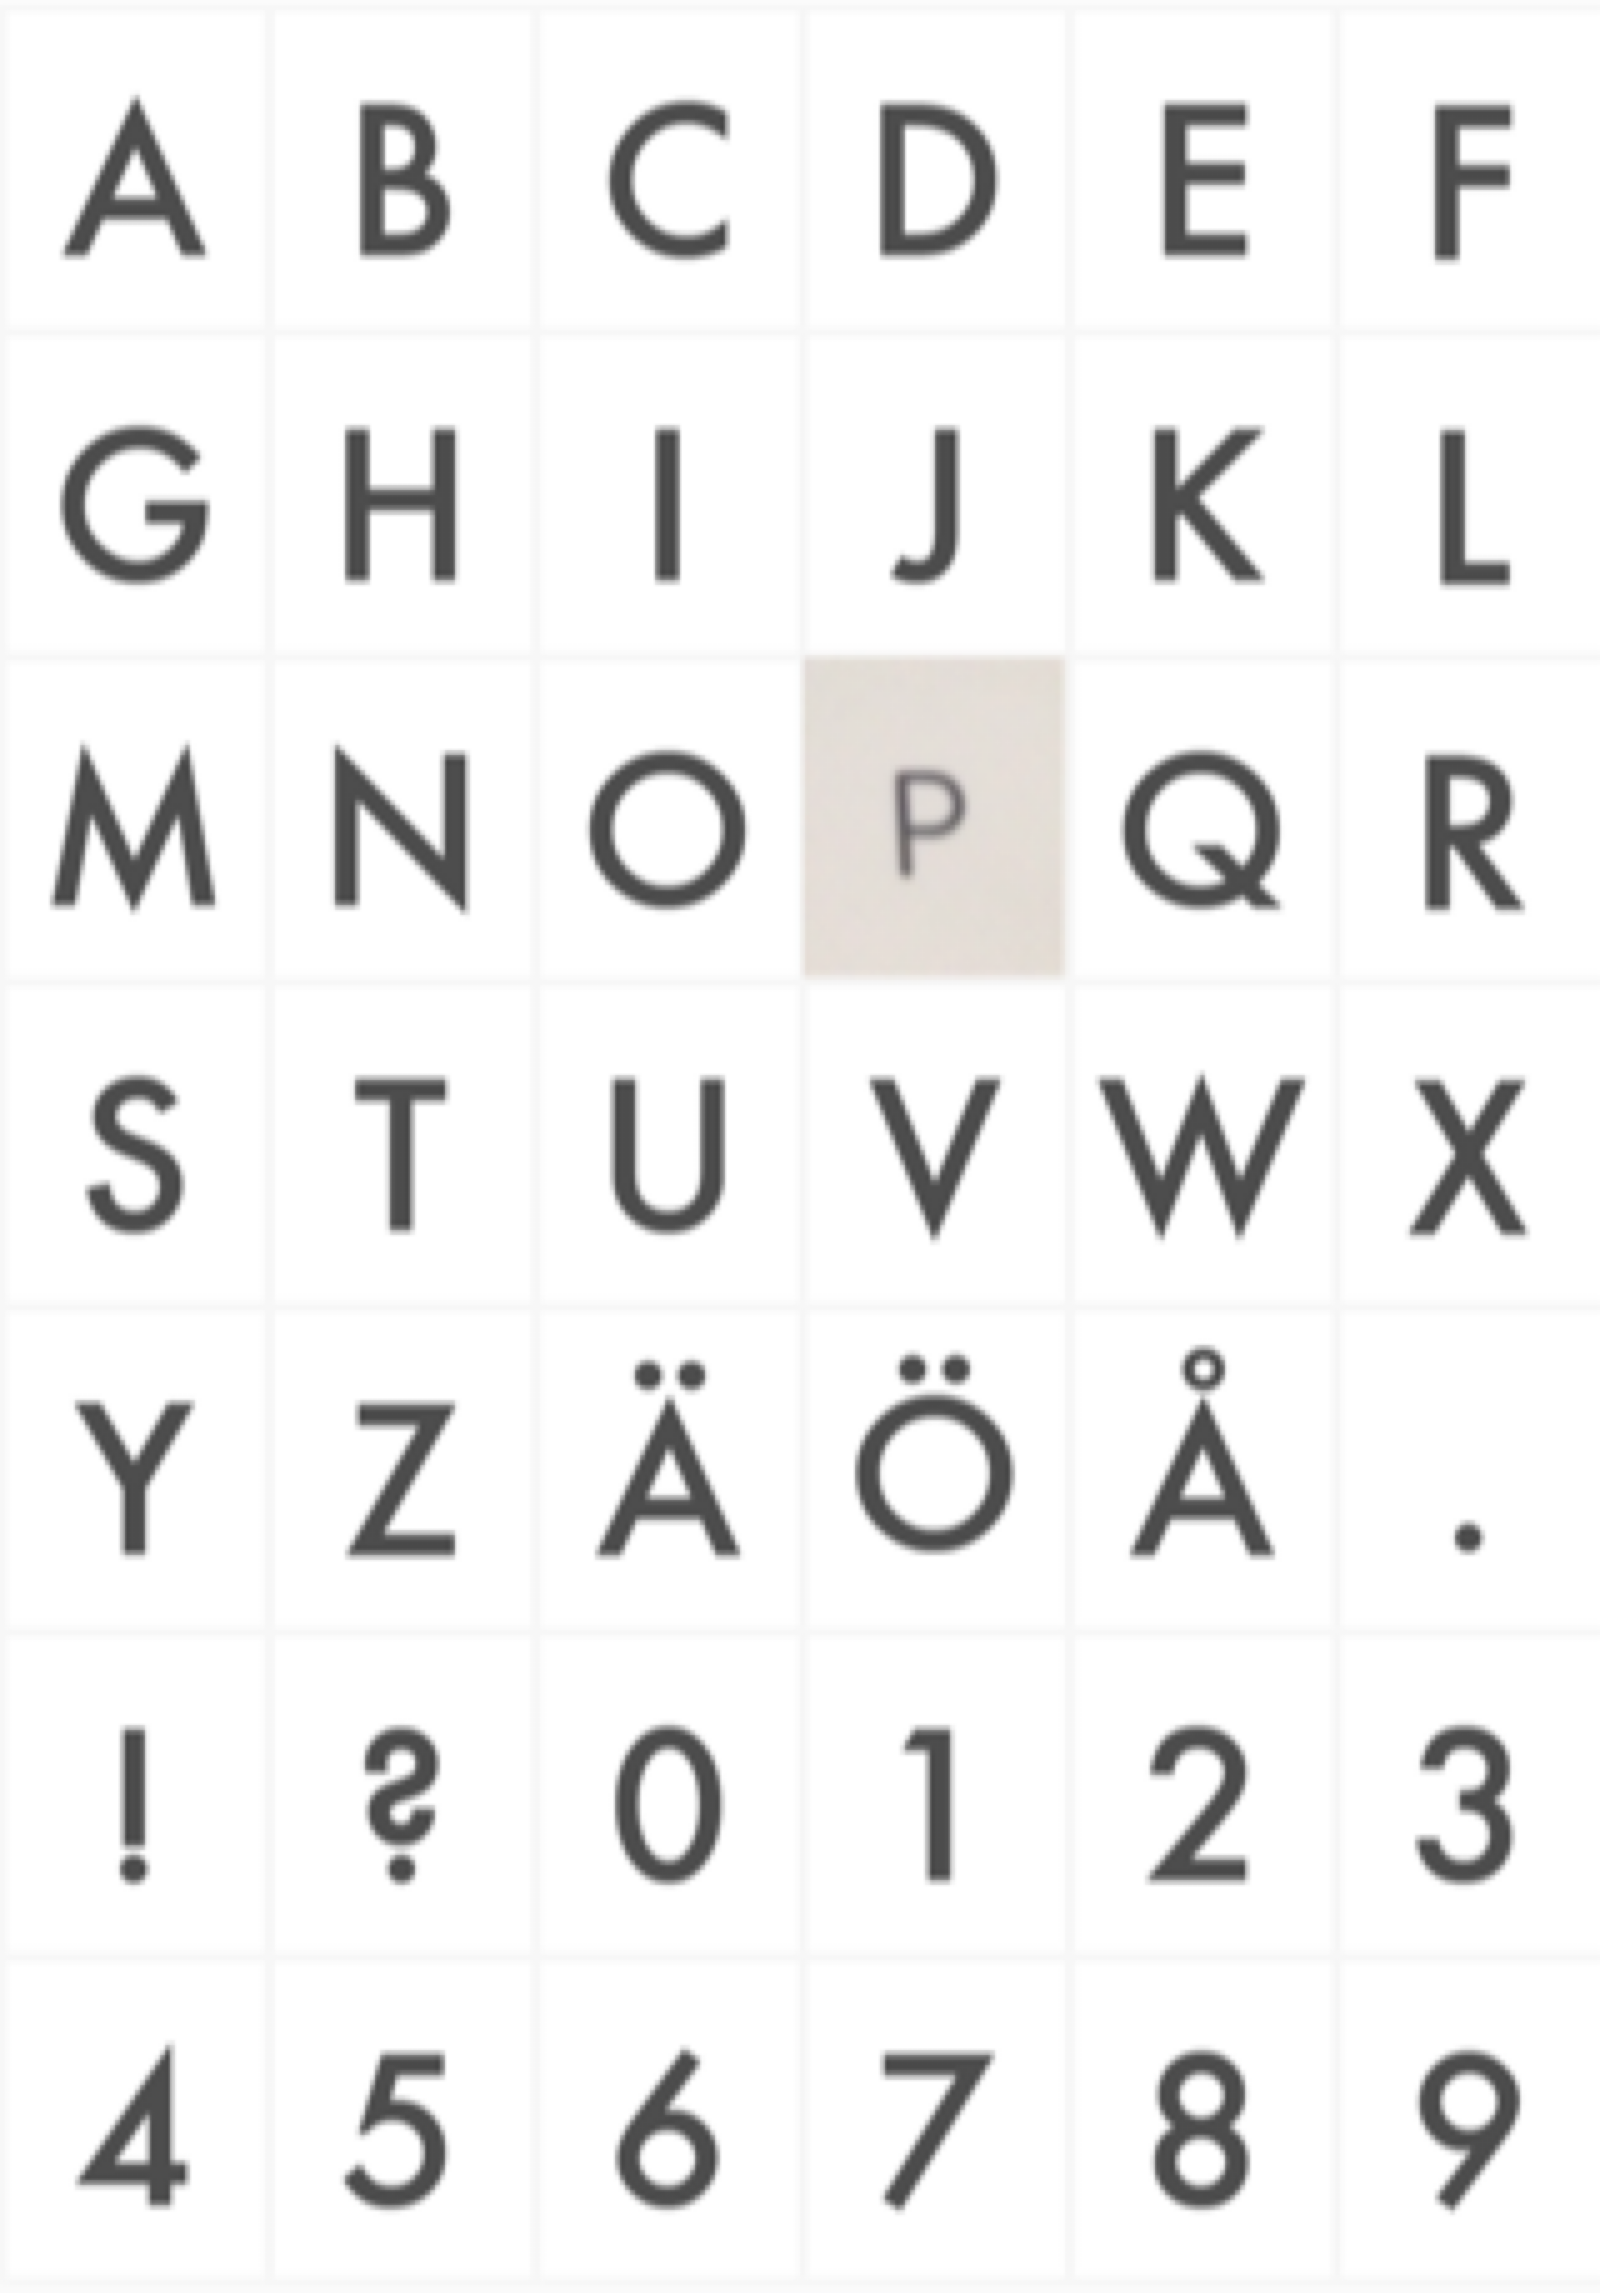 A B C D E F
G H I J K L
M N O P Q R
S T U V W X
Y Z Ä Ö Å .
! ? 0 1 2 3
4 5 6 7 8 9